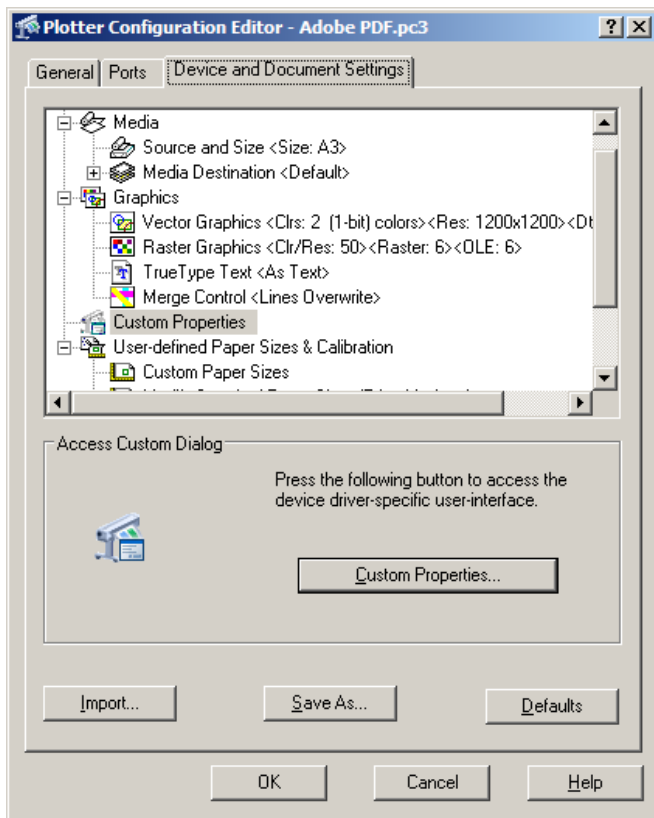 Plotter Configuration Editor - Adobe PDF.pc3
General Ports Device and Document Settings
Media
Source and Size <Size: A3>
Media Destination <Default>
Graphics
Vector Graphics <Clrs: 2 (1-bit) colors><Res: 1200x1200><Dt
Raster Graphics <Clr/Res: 50><Raster: 6><OLE: 6>
TrueType Text <As Text>
Merge Control <Lines Overwrite>
Custom Properties
User-defined Paper Sizes & Calibration
Custom Paper Sizes
Access Custom Dialog
Press the following button to access the
device driver-specific user-interface.
Custom Properties...
Import... Save As... Defaults
OK Cancel Help